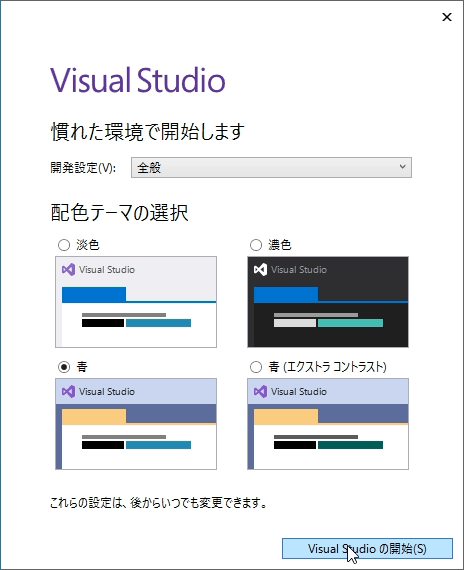 Visual Studio
慣れた環境で開始します
開発設定(V): 全般
配色テーマの選択
淡色 濃色
Visual Studio Visual Studio
青 青 (エクストラ コントラスト)
Visual Studio Visual Studio
これらの設定は、後からいつでも変更できます。
Visual Studio の開始(S)